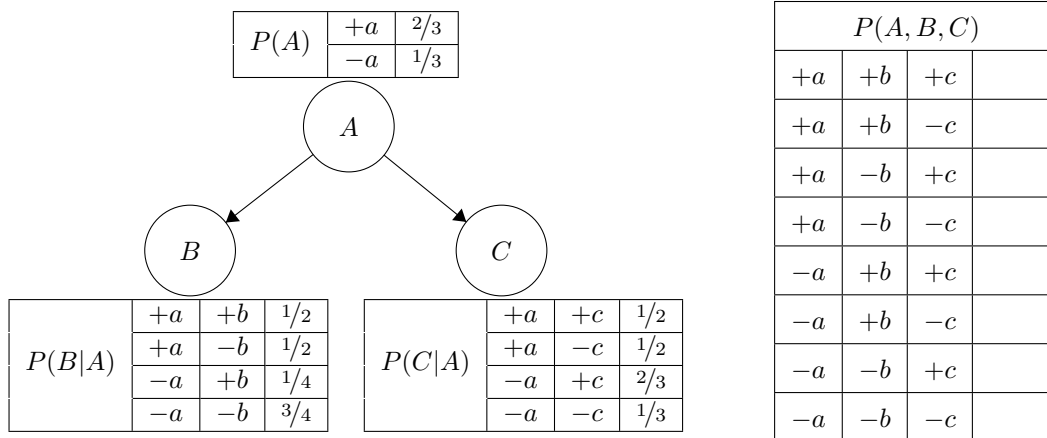 P(A) +a 2/3
−a 1/3
A
B
C
P(B|A) +a +b 1/2
+a −b 1/2
−a +b 1/4
−a −b 3/4
P(C|A) +a +c 1/2
+a −c 1/2
−a +c 2/3
−a −c 1/3
P(A, B, C)
+a +b +c
+a +b −c
+a −b +c
+a −b −c
−a +b +c
−a +b −c
−a −b +c
−a −b −c